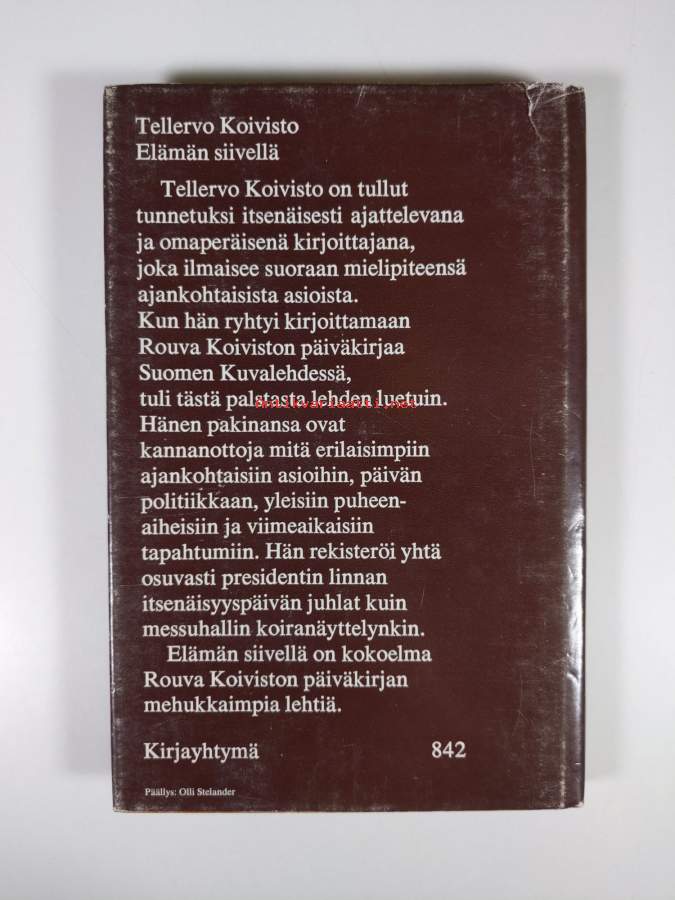 Tellervo Koivisto
Elämän siivellä
Tellervo Koivisto on tullut
tunnetuksi itsenäisesti ajattelevana
ja omaperäisenä kirjoittajana,
joka ilmaisee suoraan mielipiteensä
ajankohtaisista asioista.
Kun hän ryhtyi kirjoittamaan
Rouva Koiviston päiväkirjaa
Suomen Kuvalehdessä,
tuli tästä palstasta lehden luetuin.
Antikvariaatti.net
Hänen pakinansa ovat
kannanottoja mitä erilaisimpiin
ajankohtaisiin asioihin, päivän
politiikkaan, yleisiin puheen-
aiheisiin ja viimeaikaisiin
tapahtumiin. Hän rekisteröi yhtä
osuvasti presidentin linnan
itsenäisyyspäivän juhlat kuin
messuhallin koiranäyttelynkin.
Elämän siivellä on kokoelma
Rouva Koiviston päiväkirjan
mehukkaimpia lehtiä.
Kirjayhtymä 842
Päällys: Olli Stelander